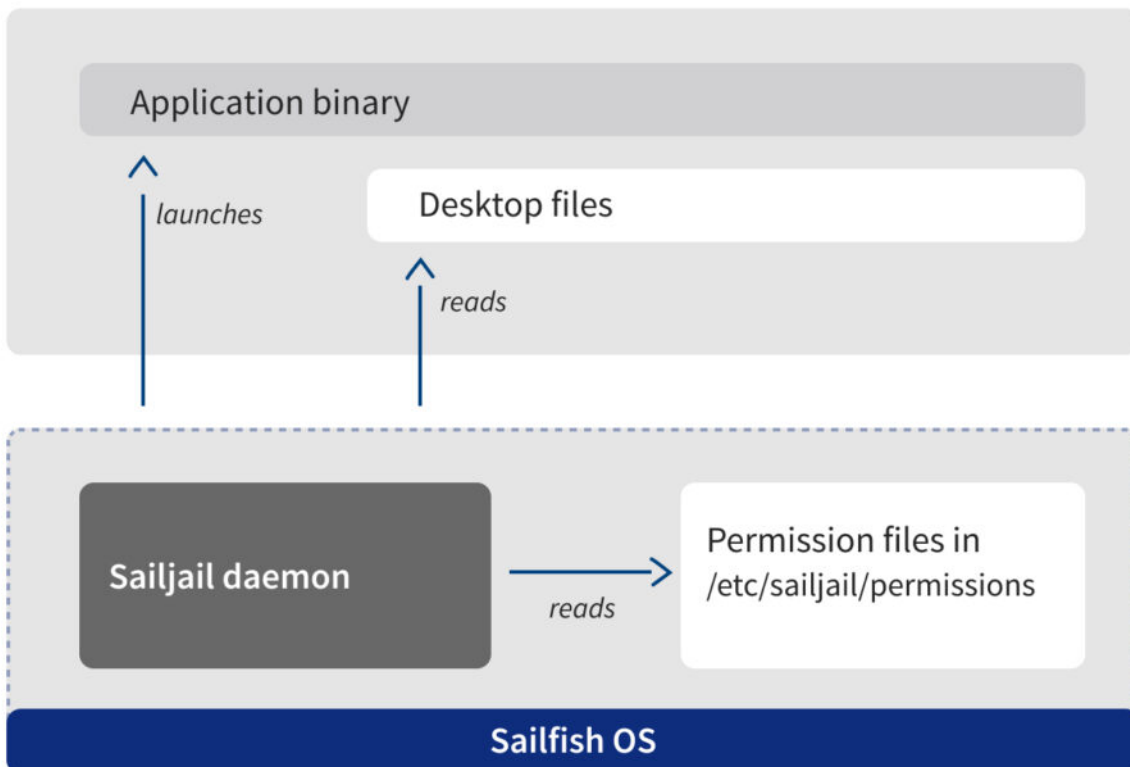 Application binary
launches
Desktop files
reads
Sailjail daemon
reads
Permission files in
/etc/sailjail/permissions
Sailfish OS